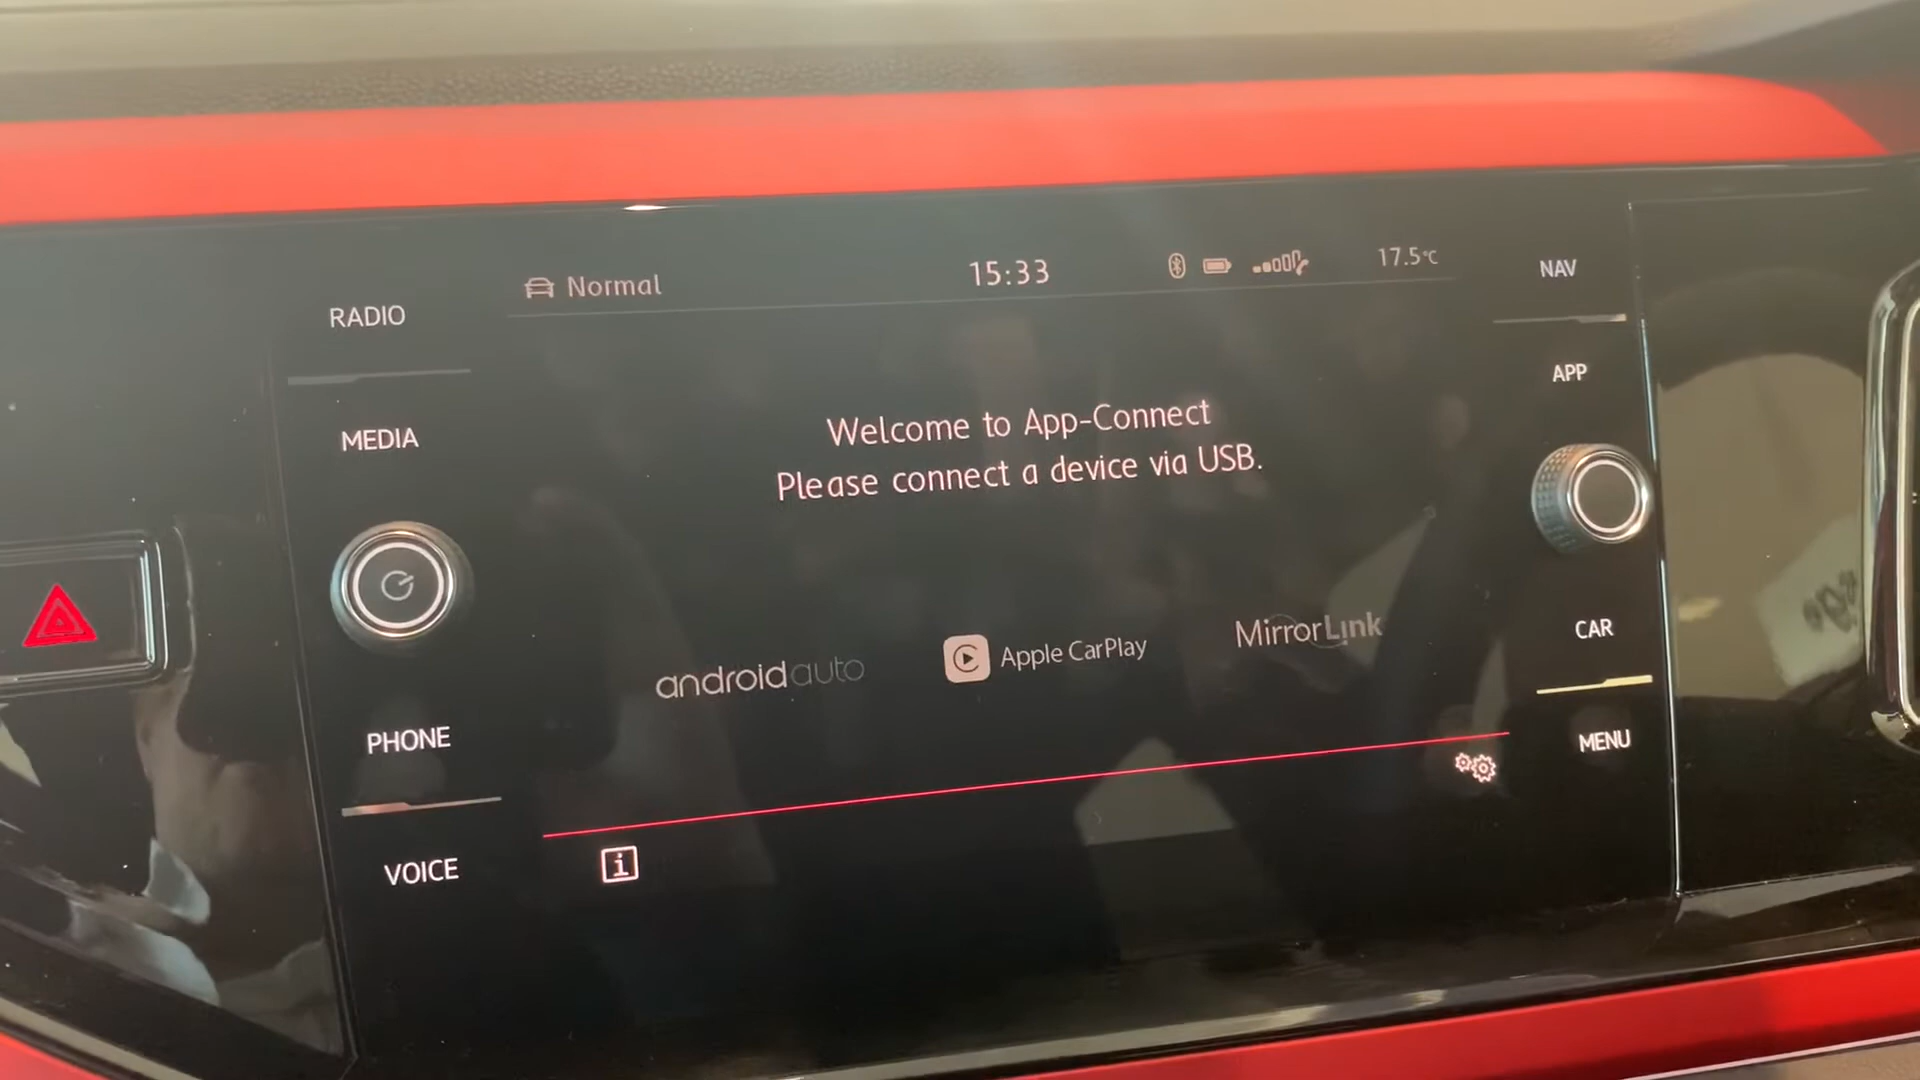 RADIO
MEDIA
PHONE
VOICE
Normal
15:33
17.5°C
Welcome to App-Connect
Please connect a device via USB.
androidauto
Apple CarPlay
MirrorLink
i
NAV
APP
CAR
MENU